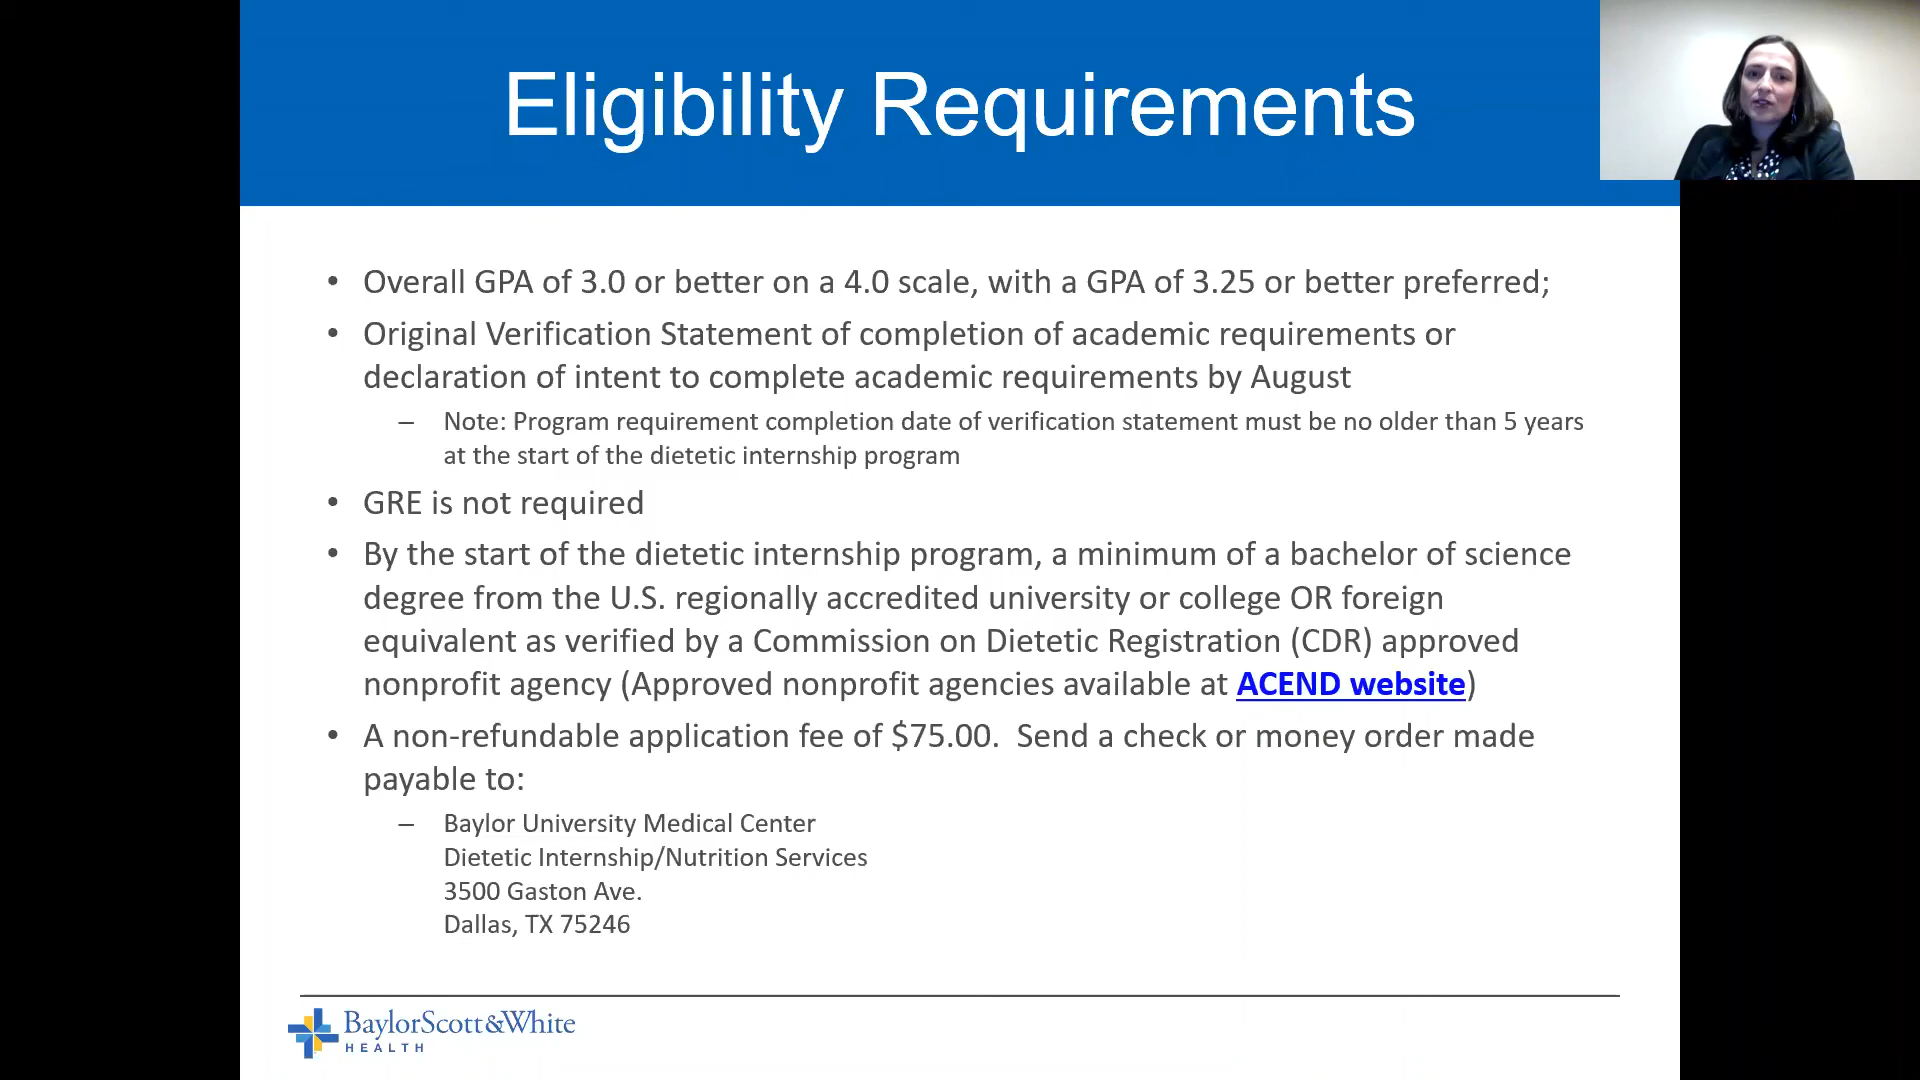 Eligibility Requirements
• Overall GPA of 3.0 or better on a 4.0 scale, with a GPA of 3.25 or better preferred;
• Original Verification Statement of completion of academic requirements or
declaration of intent to complete academic requirements by August
– Note: Program requirement completion date of verification statement must be no older than 5 years
at the start of the dietetic internship program
• GRE is not required
• By the start of the dietetic internship program, a minimum of a bachelor of science
degree from the U.S. regionally accredited university or college OR foreign
equivalent as verified by a Commission on Dietetic Registration (CDR) approved
nonprofit agency (Approved nonprofit agencies available at ACEND website)
• A non-refundable application fee of $75.00.  Send a check or money order made
payable to:
– Baylor University Medical Center
Dietetic Internship/Nutrition Services
3500 Gaston Ave.
Dallas, TX 75246
BaylorScott&White
HEALTH